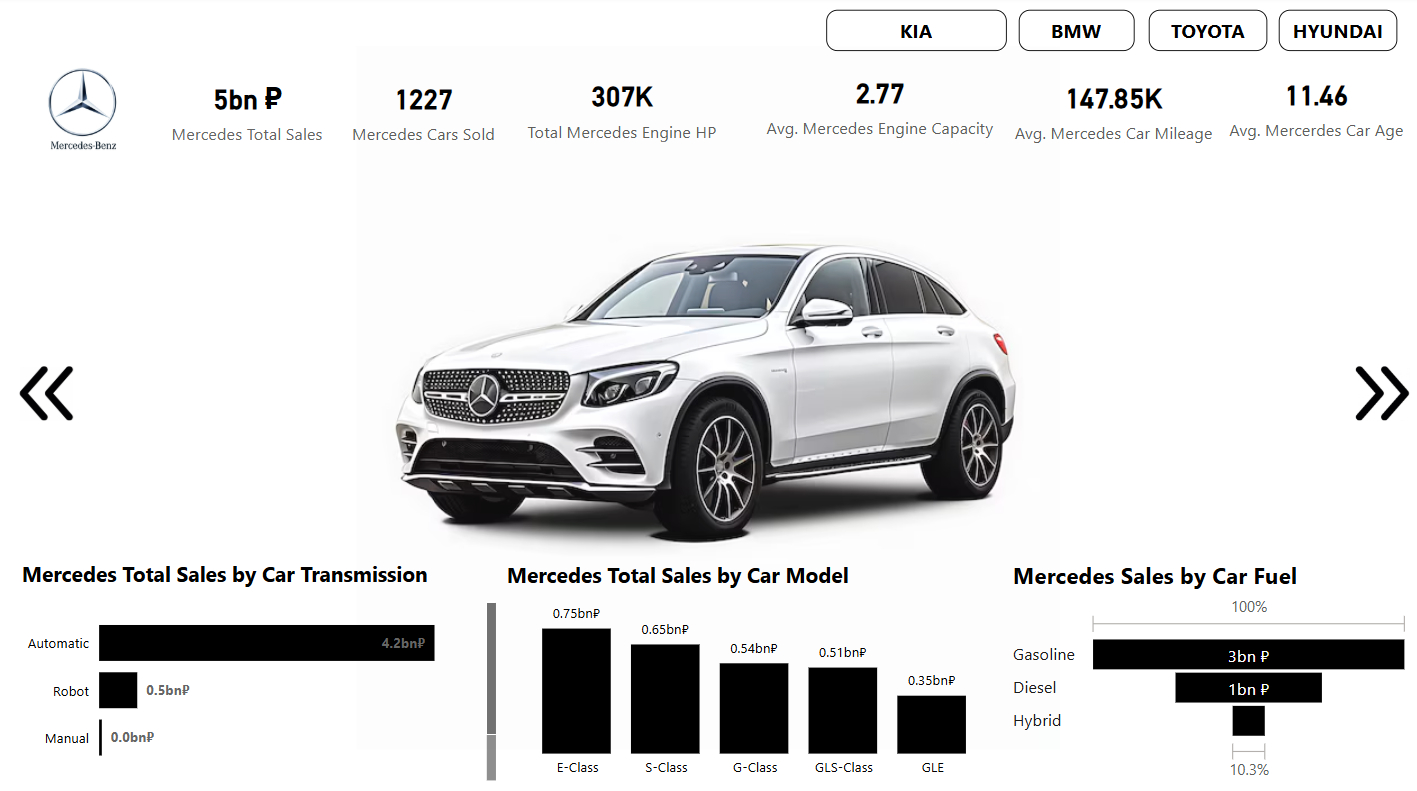 KIA
BMW
TOYOTA
HYUNDAI
Mercedes-Benz
5bn ₽
Mercedes Total Sales
1227
Mercedes Cars Sold
307K
Total Mercedes Engine HP
2.77
Avg. Mercedes Engine Capacity
147.85K
Avg. Mercedes Car Mileage
11.46
Avg. Mercerdes Car Age
Mercedes Total Sales by Car Transmission
Automatic
4.2bn₽
Robot
0.5bn₽
Manual
0.0bn₽
Mercedes Total Sales by Car Model
0.75bn₽
0.65bn₽
0.54bn₽
0.51bn₽
0.35bn₽
E-Class
S-Class
G-Class
GLS-Class
GLE
Mercedes Sales by Car Fuel
100%
Gasoline
3bn ₽
Diesel
1bn ₽
Hybrid
10.3%